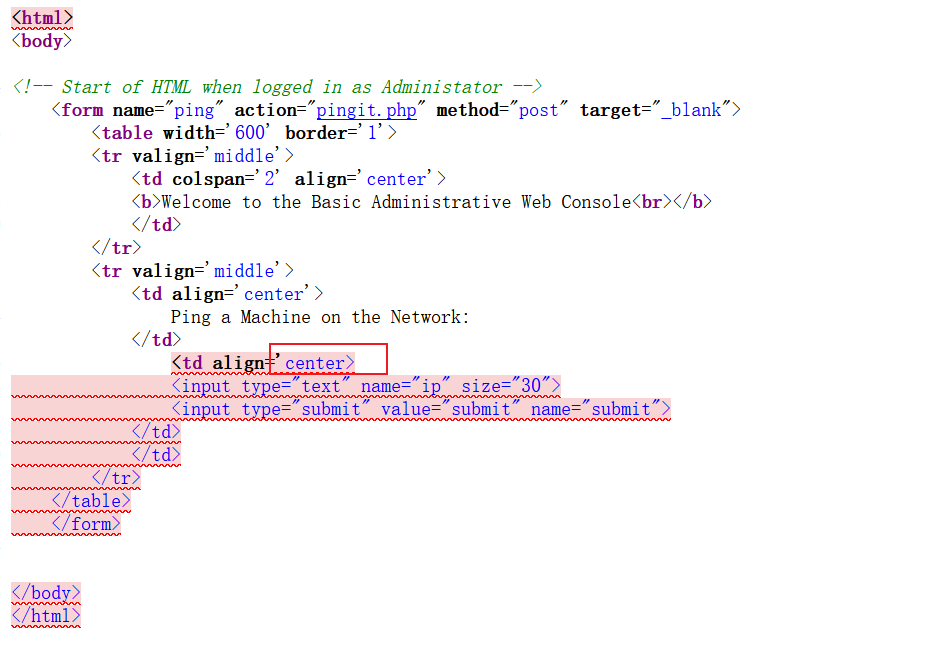 <html>
<body>
<!-- Start of HTML when logged in as Administator -->
<form name="ping" action="pingit.php" method="post" target="_blank">
<table width='600' border='1'>
<tr valign='middle'>
<td colspan='2' align='center'>
<b>Welcome to the Basic Administrative Web Console<br></b>
</td>
</tr>
<tr valign='middle'>
<td align='center'>
Ping a Machine on the Network:
</td>
<td align='center>
<input type="text" name="ip" size="30">
<input type="submit" value="submit" name="submit">
</td>
</td>
</tr>
</table>
</form>
</body>
</html>